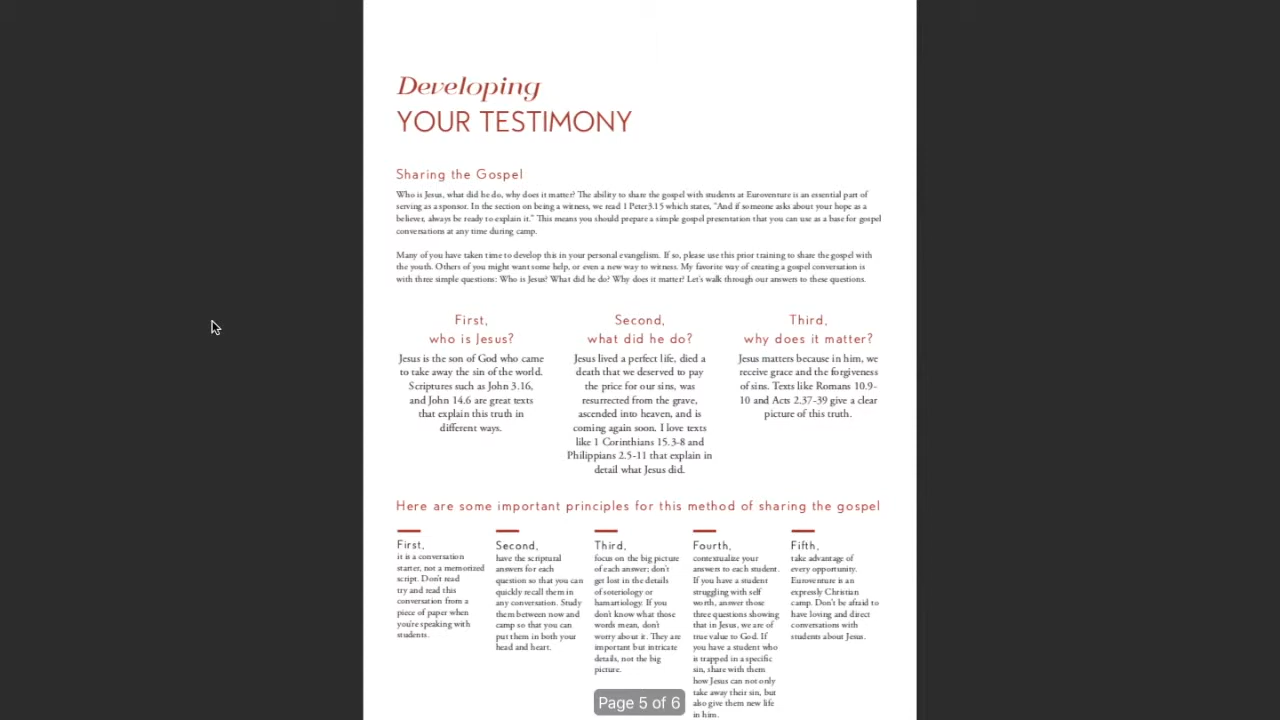 Developing
YOUR TESTIMONY
Sharing the Gospel
Who is Jesus, what did he do, why does it matter? The ability to share the gospel with students at Euroventure is an essential part of
serving as a sponsor. In the section on being a witness, we read 1 Peter3.15 which states, "And if someone asks about your hope as a
believer, always be ready to explain it." This means you should prepare a simple gospel presentation that you can use as a base for gospel
conversations at any time during camp.
Many of you have taken time to develop this in your personal evangelism. If so, please use this prior training to share the gospel with
the youth. Others of you might want some help, or even a new way to witness. My favorite way of creating a gospel conversation is
with three simple questions: Who is Jesus? What did he do? Why does it matter? Let's walk through our answers to these questions.
First,
who is Jesus?
Jesus is the son of God who came
to take away the sin of the world.
Scriptures such as John 3.16,
and John 14.6 are great texts
that explain this truth in
different ways.
Second,
what did he do?
Jesus lived a perfect life, died a
death that we deserved to pay
the price for our sins, was
resurrected from the grave,
ascended into heaven, and is
coming again soon. I love texts
like 1 Corinthians 15.3-8 and
Philippians 2.5-11 that explain in
detail what Jesus did.
Third,
why does it matter?
Jesus matters because in him, we
receive grace and the forgiveness
of sins. Texts like Romans 10.9-
10 and Acts 2.37-39 give a clear
picture of this truth.
Here are some important principles for this method of sharing the gospel
First,
it is a conversation
starter, not a memorized
script. Don't read
try and read this
conversation from a
piece of paper when
you're speaking with
students.
Second,
have the scriptural
answers for each
question so that you can
quickly recall them in
any conversation. Study
them between now and
camp so that you can
put them in both your
head and heart.
Third,
focus on the big picture
of each answer; don't
get lost in the details
of soteriology or
hamartiology. If you
don't know what those
words mean, don't
worry about it. They are
important but intricate
details, not the big
picture.
Fourth,
contextualize your
answers to each student.
If you have a student
struggling with self
worth, answer those
three questions showing
that in Jesus, we are of
true value to God. If
you have a student who
is trapped in a specific
sin, share with them
how Jesus can not only
take away their sin, but
also give them new life
in him.
Fifth,
take advantage of
every opportunity.
Euroventure is an
expressly Christian
camp. Don't be afraid to
have loving and direct
conversations with
students about Jesus.
Page 5 of 6